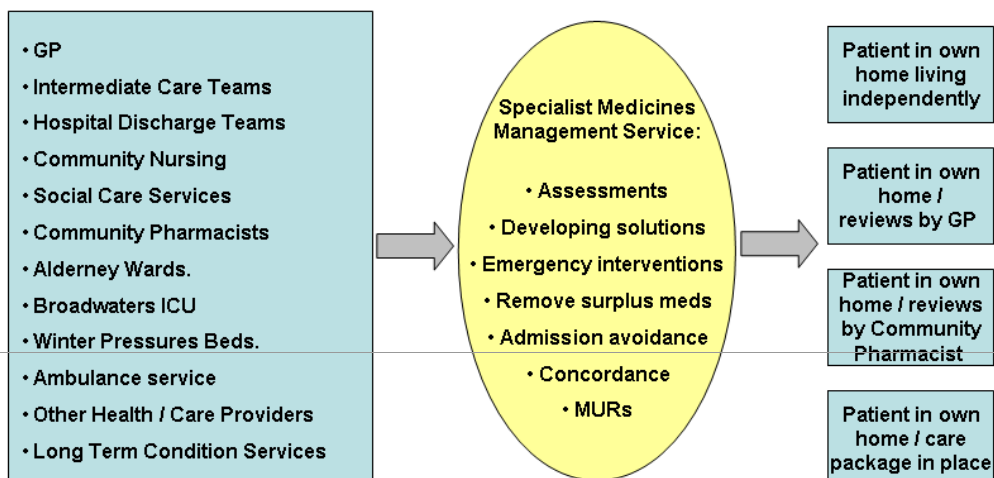 • GP
• Intermediate Care Teams
• Hospital Discharge Teams
• Community Nursing
• Social Care Services
• Community Pharmacists
• Alderney Wards.
• Broadwaters ICU
• Winter Pressures Beds.
• Ambulance service
• Other Health / Care Providers
• Long Term Condition Services
Specialist Medicines
Management Service:
• Assessments
• Developing solutions
• Emergency interventions
• Remove surplus meds
• Admission avoidance
• Concordance
• MURs
Patient in own
home living
independently
Patient in own
home /
reviews by GP
Patient in own
home / reviews
by Community
Pharmacist
Patient in own
home / care
package in place